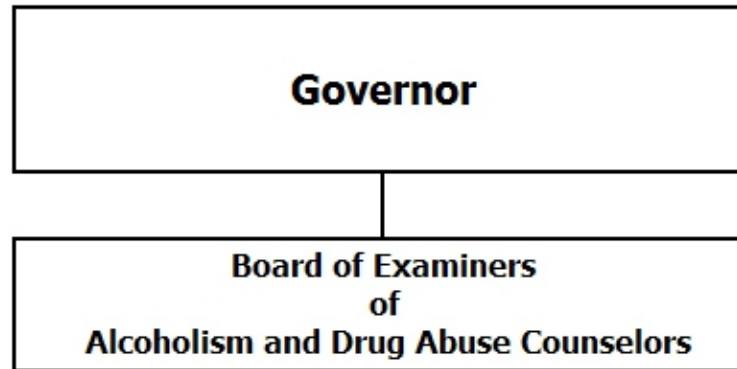 Governor
Board of Examiners
of
Alcoholism and Drug Abuse Counselors